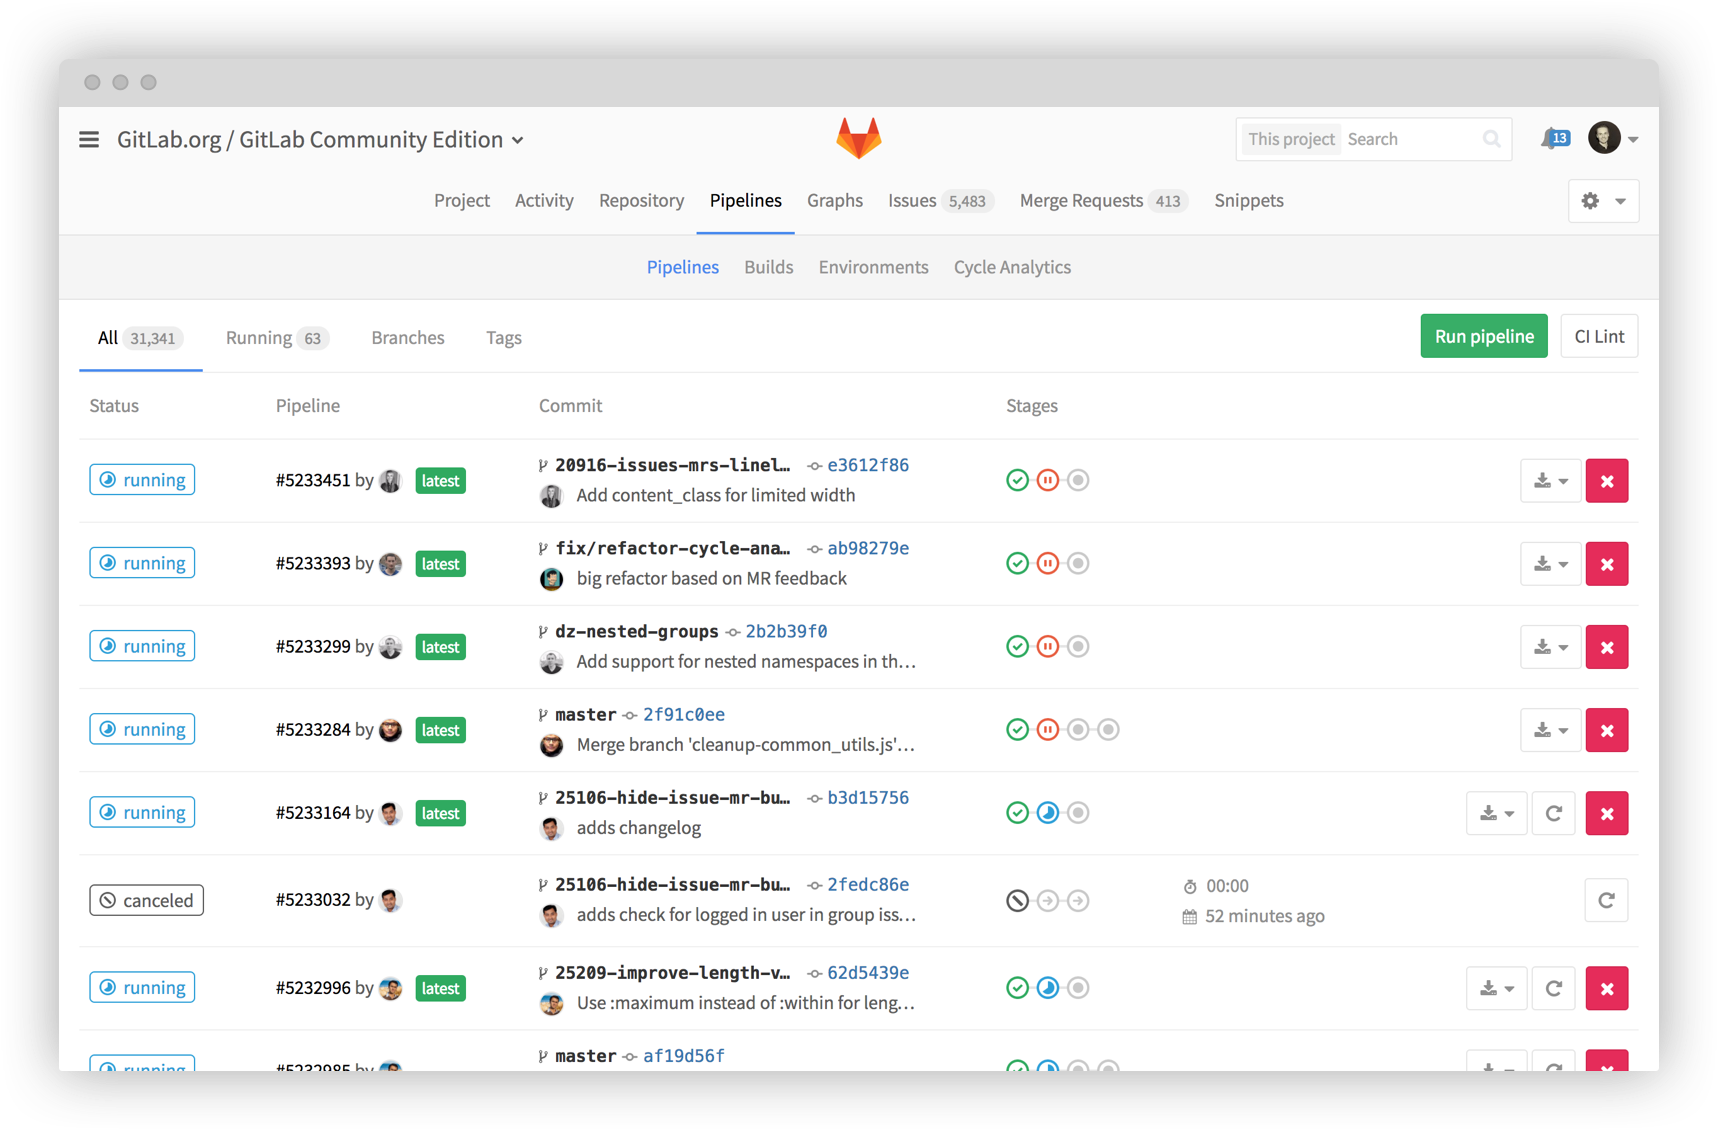 GitLab.org / GitLab Community Edition
This project Search
13
Project Activity Repository Pipelines Graphs Issues 5,483 Merge Requests 413 Snippets
Pipelines Builds Environments Cycle Analytics
All 31,341 Running 63 Branches Tags
Run pipeline CI Lint
Status Pipeline Commit Stages
running #5233451 by latest 20916-issues-mrs-linel… e3612f86
Add content_class for limited width
running #5233393 by latest fix/refactor-cycle-ana… ab98279e
big refactor based on MR feedback
running #5233299 by latest dz-nested-groups 2b2b39f0
Add support for nested namespaces in th…
running #5233284 by latest master 2f91c0ee
Merge branch 'cleanup-common_utils.js'…
running #5233164 by latest 25106-hide-issue-mr-bu… b3d15756
adds changelog
canceled #5233032 by 25106-hide-issue-mr-bu… 2fedc86e 00:00
adds check for logged in user in group iss… 52 minutes ago
running #5232996 by latest 25209-improve-length-v… 62d5439e
Use :maximum instead of :within for leng…
running #5232985 by master af19d56f